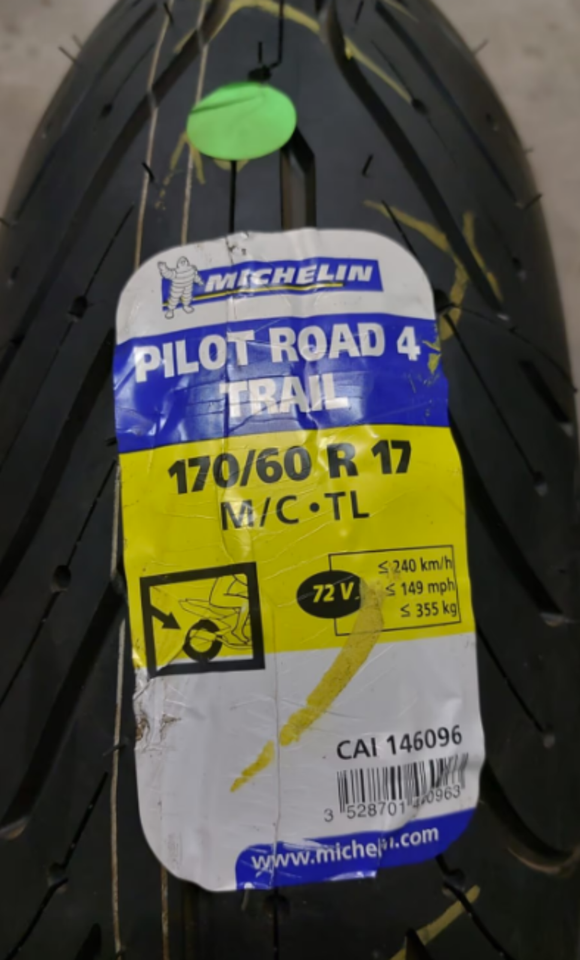 MICHELIN
PILOT ROAD 4
TRAIL
170/60 R 17
M/C•TL
72 V
≤ 240 km/h
≤ 149 mph
≤ 355 kg
CAI 146096
www.michelin.com